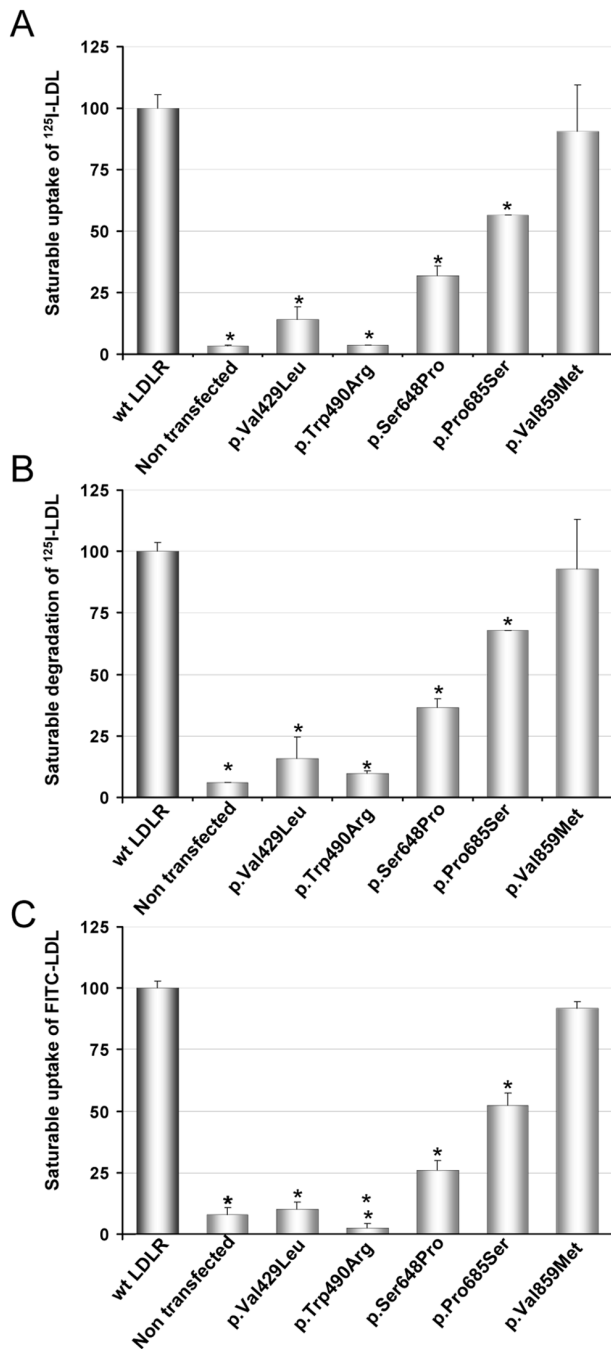 A
Saturable uptake of ¹²⁵I-LDL
125
100
75
50
25
0
*
*
*
*
*
wt LDLR
Non transfected
p.Val429Leu
p.Trp490Arg
p.Ser648Pro
p.Pro685Ser
p.Val859Met
B
Saturable degradation of ¹²⁵I-LDL
125
100
75
50
25
0
*
*
*
*
*
wt LDLR
Non transfected
p.Val429Leu
p.Trp490Arg
p.Ser648Pro
p.Pro685Ser
p.Val859Met
C
Saturable uptake of FITC-LDL
125
100
75
50
25
0
*
*
*
*
*
*
wt LDLR
Non transfected
p.Val429Leu
p.Trp490Arg
p.Ser648Pro
p.Pro685Ser
p.Val859Met